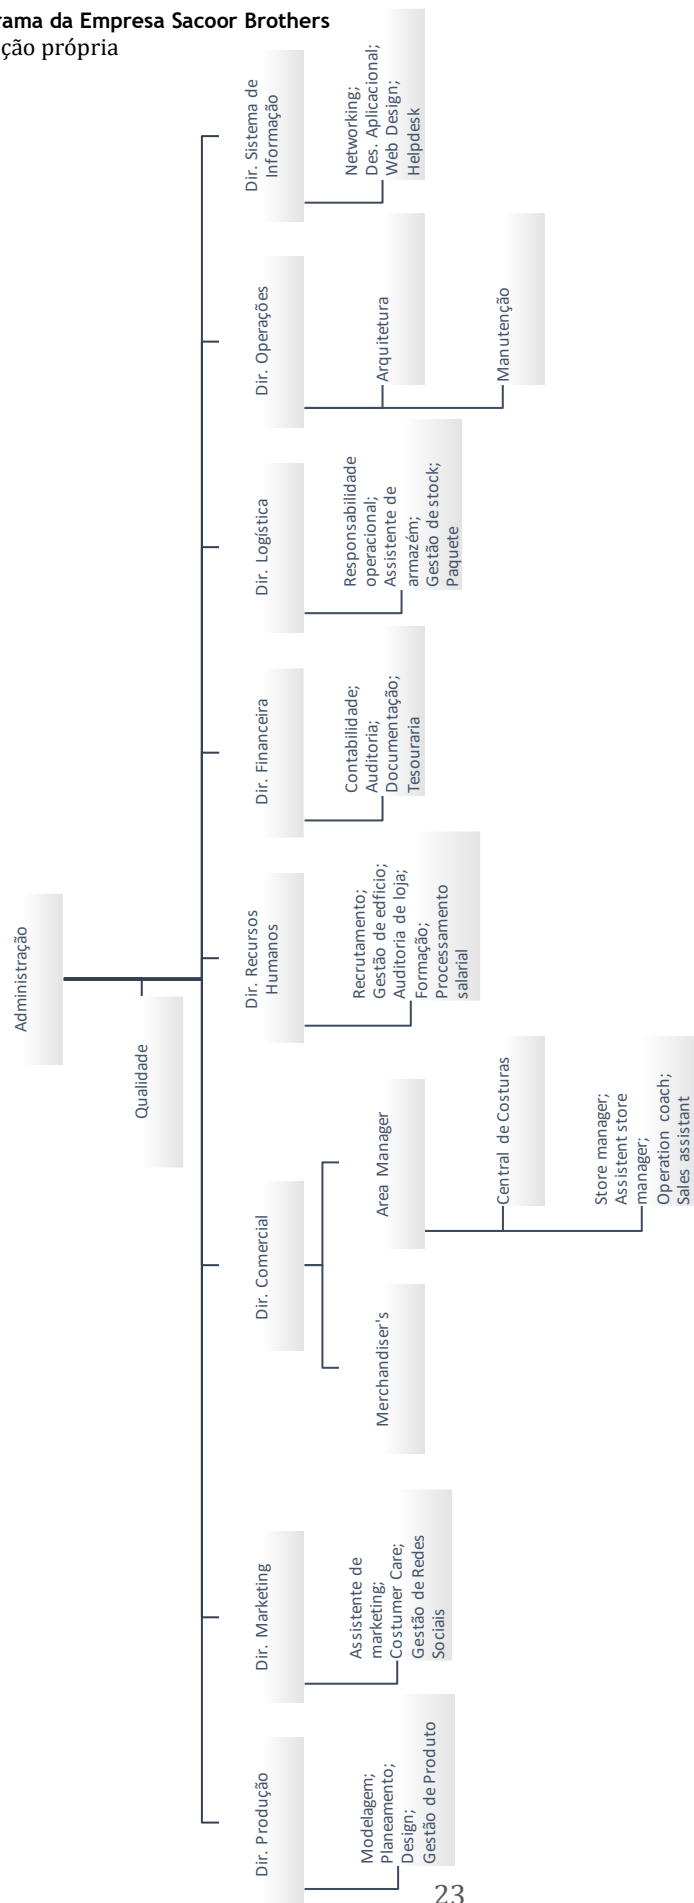 rama da Empresa Sacoor Brothers
ção própria
Administração
Qualidade
Dir. Produção
Modelagem;
Planeamento;
Design;
Gestão de Produto
Dir. Marketing
Assistente de
marketing;
Costumer Care;
Gestão de Redes
Sociais
Dir. Comercial
Merchandiser's
Area Manager
Central de Costuras
Store manager;
Assistent store
manager;
Operation coach;
Sales assistant
Dir. Recursos
Humanos
Recrutamento;
Gestão de edficio;
Auditoria de loja;
Formação;
Processamento
salarial
Dir. Financeira
Contabilidade;
Auditoria;
Documentação;
Tesouraria
Dir. Logística
Responsabilidade
operacional;
Assistente de
armazém;
Gestão de stock;
Paquete
Dir. Operações
Arquitetura
Manutenção
Dir. Sistema de
Informação
Networking;
Des. Aplicacional;
Web Design;
Helpdesk
23